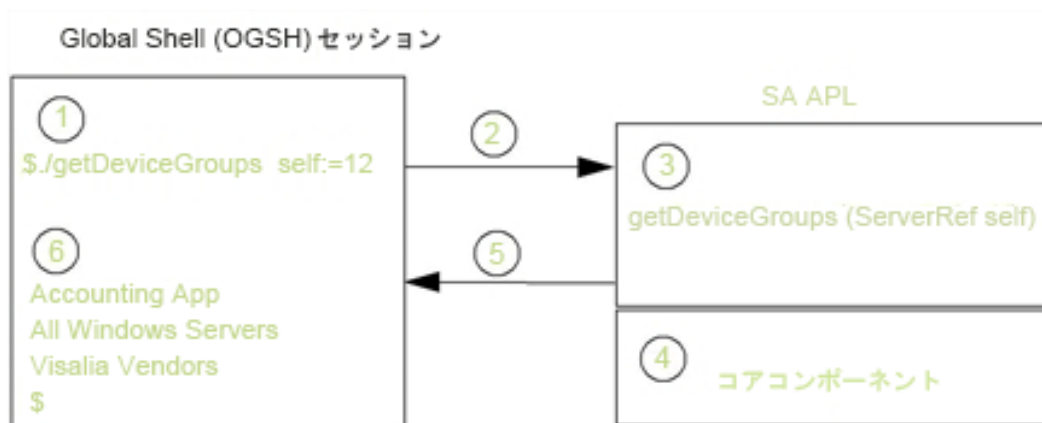 Global Shell (OGSH) セッション
①
$./getDeviceGroups self:=12
②
SA APL
③
getDeviceGroups (ServerRef self)
⑥
Accounting App
All Windows Servers
Visalia Vendors
$
⑤
④
コアコンポーネント